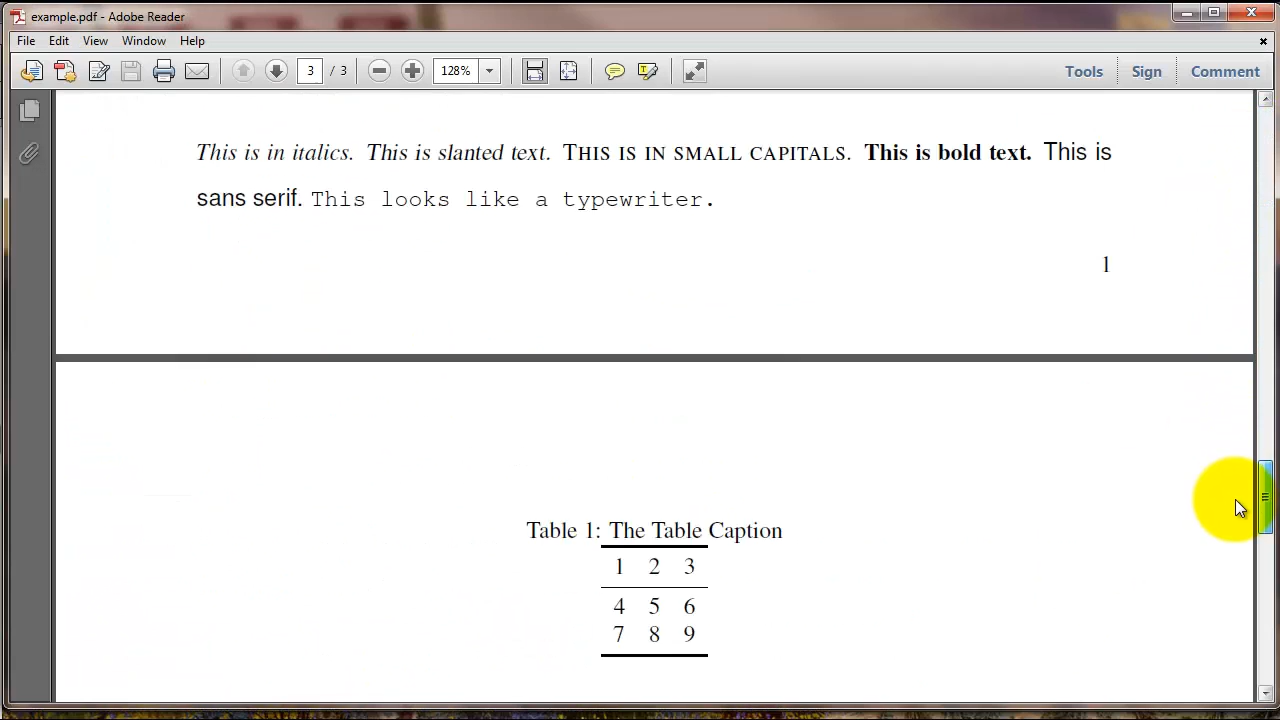 example.pdf - Adobe Reader
File Edit View Window Help
3 / 3 128% Tools Sign Comment
This is in italics. This is slanted text. THIS IS IN SMALL CAPITALS. This is bold text. This is
sans serif. This looks like a typewriter.
1
Table 1: The Table Caption
1 2 3
4 5 6
7 8 9